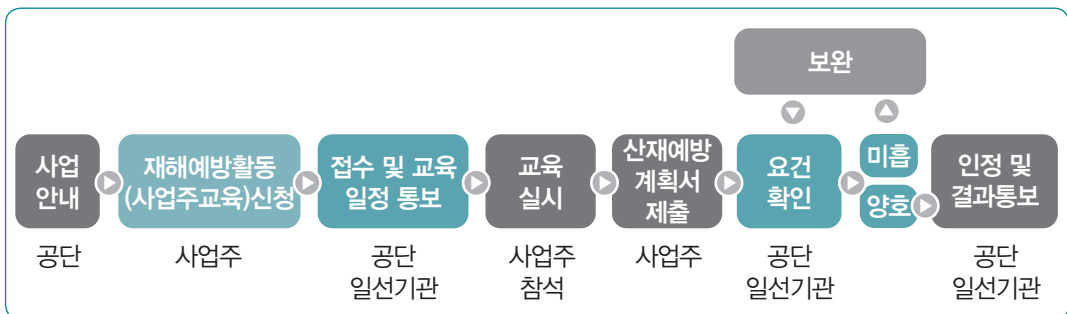 보완
사업
안내
재해예방활동
(사업주교육)신청
접수 및 교육
일정 통보
교육
실시
산재예방
계획서
제출
요건
확인
미흡
양호
인정 및
결과통보
공단
사업주
공단
일선기관
사업주
참석
사업주
공단
일선기관
공단
일선기관